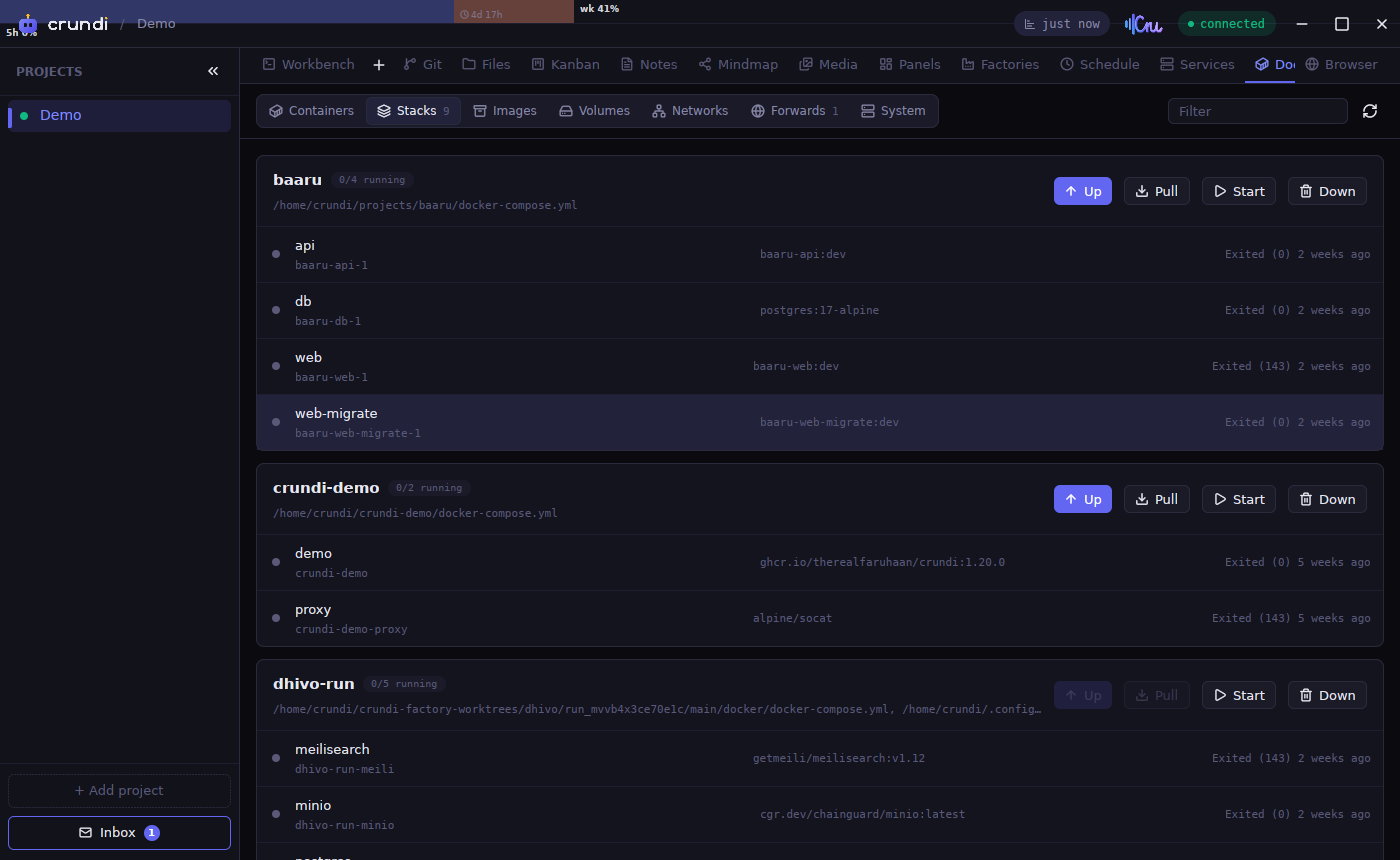 4d 17h
wk 41%
crundi / Demo
just now
Cru
connected
PROJECTS
Workbench
Git
Files
Kanban
Notes
Mindmap
Media
Panels
Factories
Schedule
Services
Doc
Browser
Demo
Containers
Stacks 9
Images
Volumes
Networks
Forwards 1
System
Filter
baaru 0/4 running
/home/crundi/projects/baaru/docker-compose.yml
Up Pull Start Down
api
baaru-api-1
baaru-api:dev
Exited (0) 2 weeks ago
db
baaru-db-1
postgres:17-alpine
Exited (0) 2 weeks ago
web
baaru-web-1
baaru-web:dev
Exited (143) 2 weeks ago
web-migrate
baaru-web-migrate-1
baaru-web-migrate:dev
Exited (0) 2 weeks ago
crundi-demo 0/2 running
/home/crundi/crundi-demo/docker-compose.yml
Up Pull Start Down
demo
crundi-demo
ghcr.io/therealfaruhaan/crundi:1.20.0
Exited (0) 5 weeks ago
proxy
crundi-demo-proxy
alpine/socat
Exited (143) 5 weeks ago
dhivo-run 0/5 running
/home/crundi/crundi-factory-worktrees/dhivo/run_mvvb4x3ce70e1c/main/docker/docker-compose.yml, /home/crundi/.config…
Up Pull Start Down
meilisearch
dhivo-run-meili
getmeili/meilisearch:v1.12
Exited (143) 2 weeks ago
minio
dhivo-run-minio
cgr.dev/chainguard/minio:latest
Exited (0) 2 weeks ago
+ Add project
Inbox 1